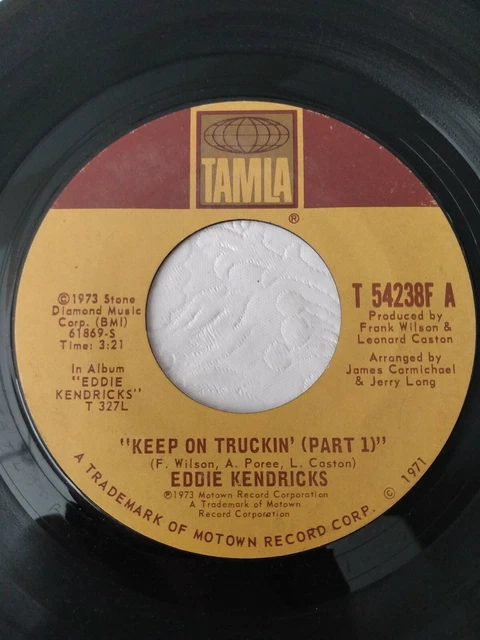 TAMLA
®
©1973 Stone
Diamond Music
Corp. (BMI)
61869-S
Time: 3:21
In Album
"EDDIE
KENDRICKS"
T 327L
T 54238F A
Produced by
Frank Wilson &
Leonard Caston
Arranged by
James Carmichael
& Jerry Long
"KEEP ON TRUCKIN' (PART 1)"
(F. Wilson, A. Poree, L. Caston)
EDDIE KENDRICKS
℗1973 Motown Record Corporation
A Trademark of Motown
Record Corporation
A TRADEMARK OF MOTOWN RECORD CORP. © 1971